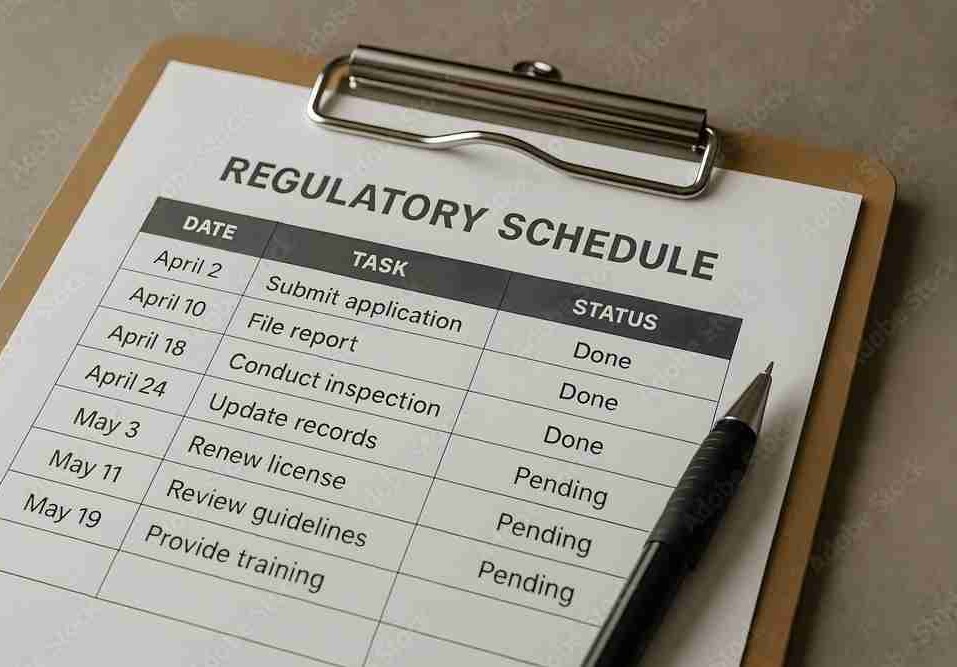 REGULATORY SCHEDULE
DATE TASK STATUS
April 2 Submit application Done
April 10 File report Done
April 18 Conduct inspection Done
April 24 Update records Pending
May 3 Renew license Pending
May 11 Review guidelines Pending
May 19 Provide training
Adobe Stock